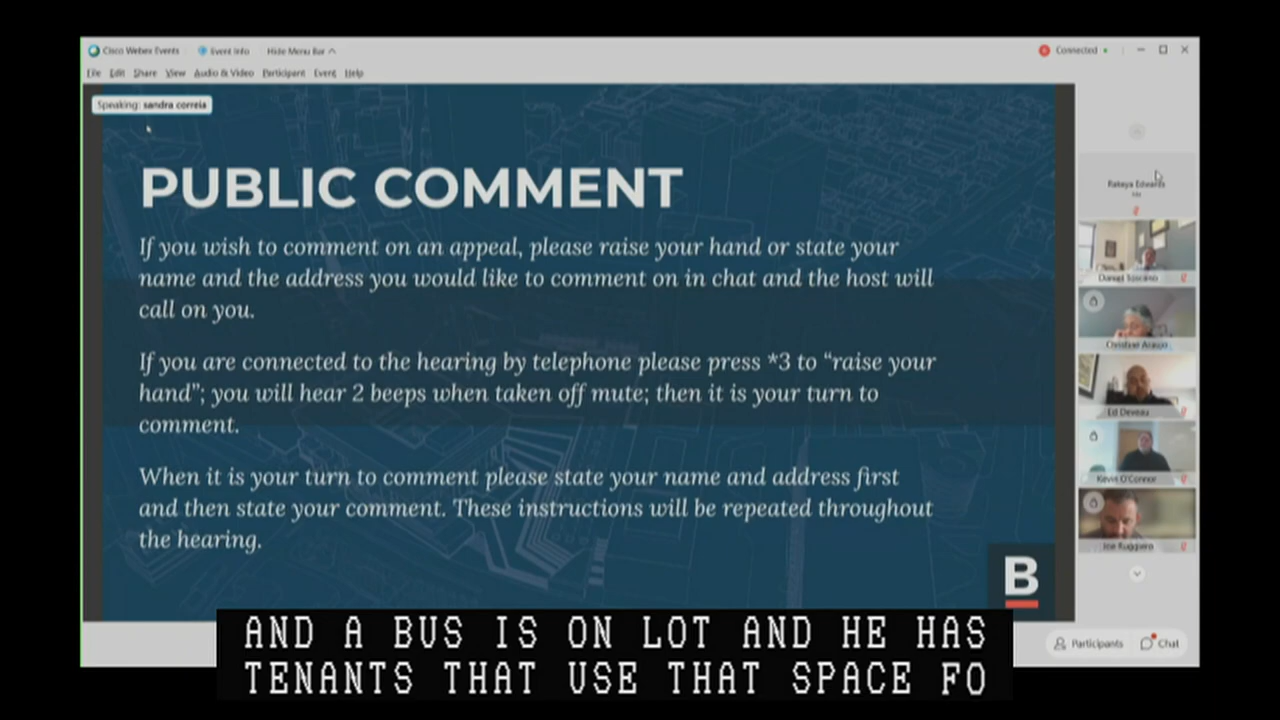 Cisco Webex Events
Event Info
Hide Menu Bar
Connected
File Edit Share View Audio & Video Participant Event Help
Speaking: sandra correia
PUBLIC COMMENT
If you wish to comment on an appeal, please raise your hand or state your
name and the address you would like to comment on in chat and the host will
call on you.
If you are connected to the hearing by telephone please press *3 to “raise your
hand”; you will hear 2 beeps when taken off mute; then it is your turn to
comment.
When it is your turn to comment please state your name and address first
and then state your comment. These instructions will be repeated throughout
the hearing.
B
Rakeya Edwards
Daniel Toscano
Christine Araujo
Ed Deveau
Kevin O'Connor
Joe Ruggiero
Participants
Chat
AND A BUS IS ON LOT AND HE HAS
TENANTS THAT USE THAT SPACE FO